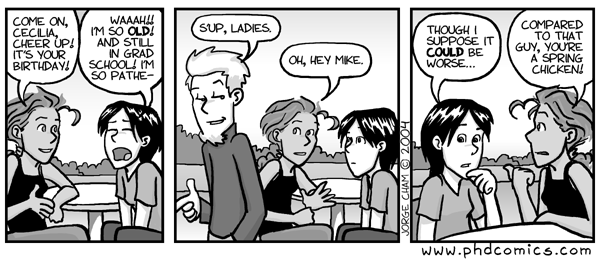 COME ON,
CECILIA,
CHEER UP!
IT'S YOUR
BIRTHDAY!
WAAAH!!
I'M SO OLD!
AND STILL
IN GRAD
SCHOOL! I'M
SO PATHE-
S'UP, LADIES.
OH, HEY MIKE.
JORGE CHAM © 2004
THOUGH I
SUPPOSE IT
COULD BE
WORSE...
COMPARED
TO THAT
GUY, YOU'RE
A SPRING
CHICKEN!
www.phdcomics.com